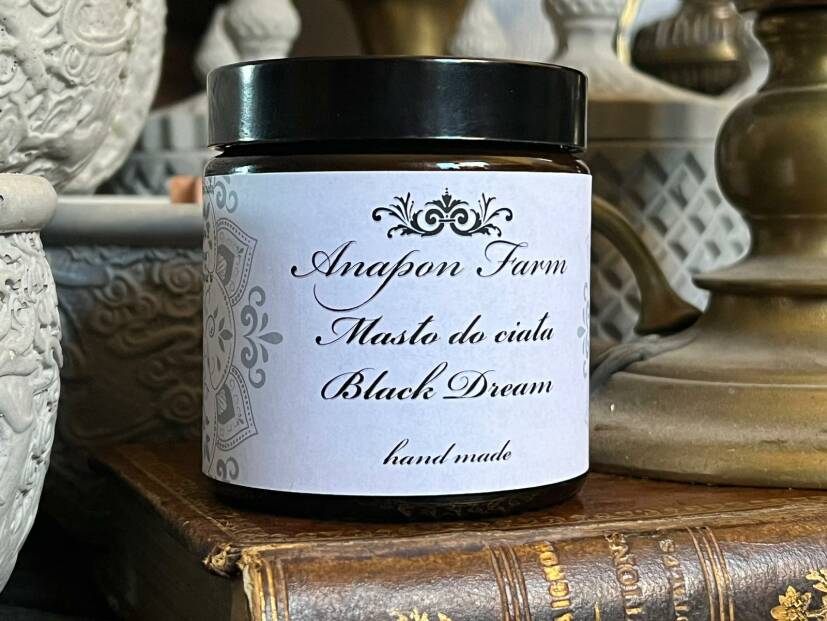 Anapon Farm
Masło do ciała
Black Dream
hand made